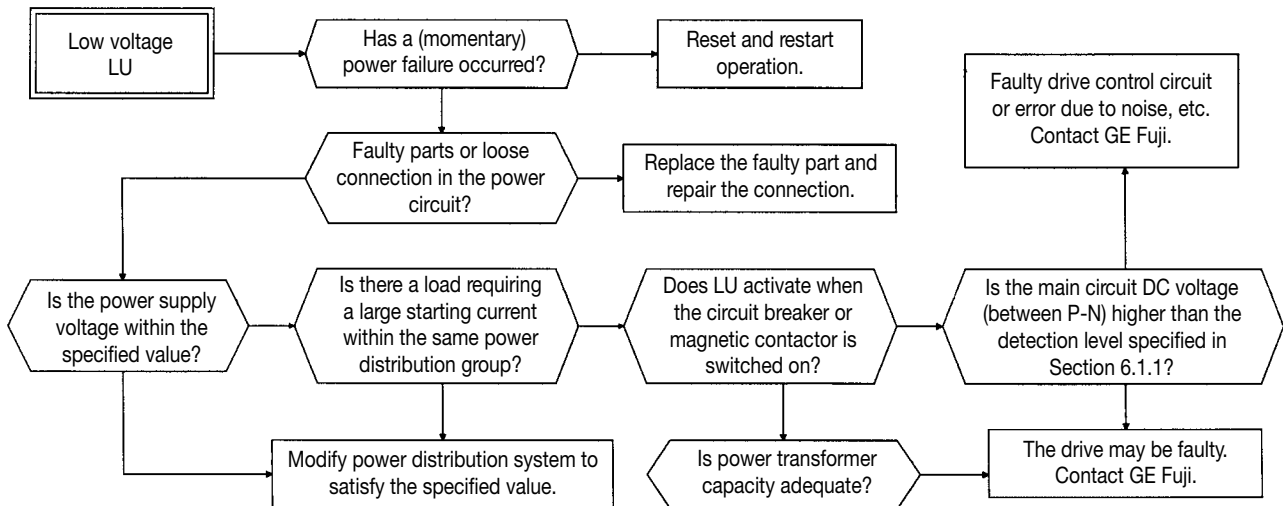 Low voltage
LU
Has a (momentary)
power failure occurred?
Reset and restart
operation.
Faulty drive control circuit
or error due to noise, etc.
Contact GE Fuji.
Faulty parts or loose
connection in the power
circuit?
Replace the faulty part and
repair the connection.
Is the power supply
voltage within the
specified value?
Is there a load requiring
a large starting current
within the same power
distribution group?
Does LU activate when
the circuit breaker or
magnetic contactor is
switched on?
Is the main circuit DC voltage
(between P-N) higher than the
detection level specified in
Section 6.1.1?
Modify power distribution system to
satisfy the specified value.
Is power transformer
capacity adequate?
The drive may be faulty.
Contact GE Fuji.